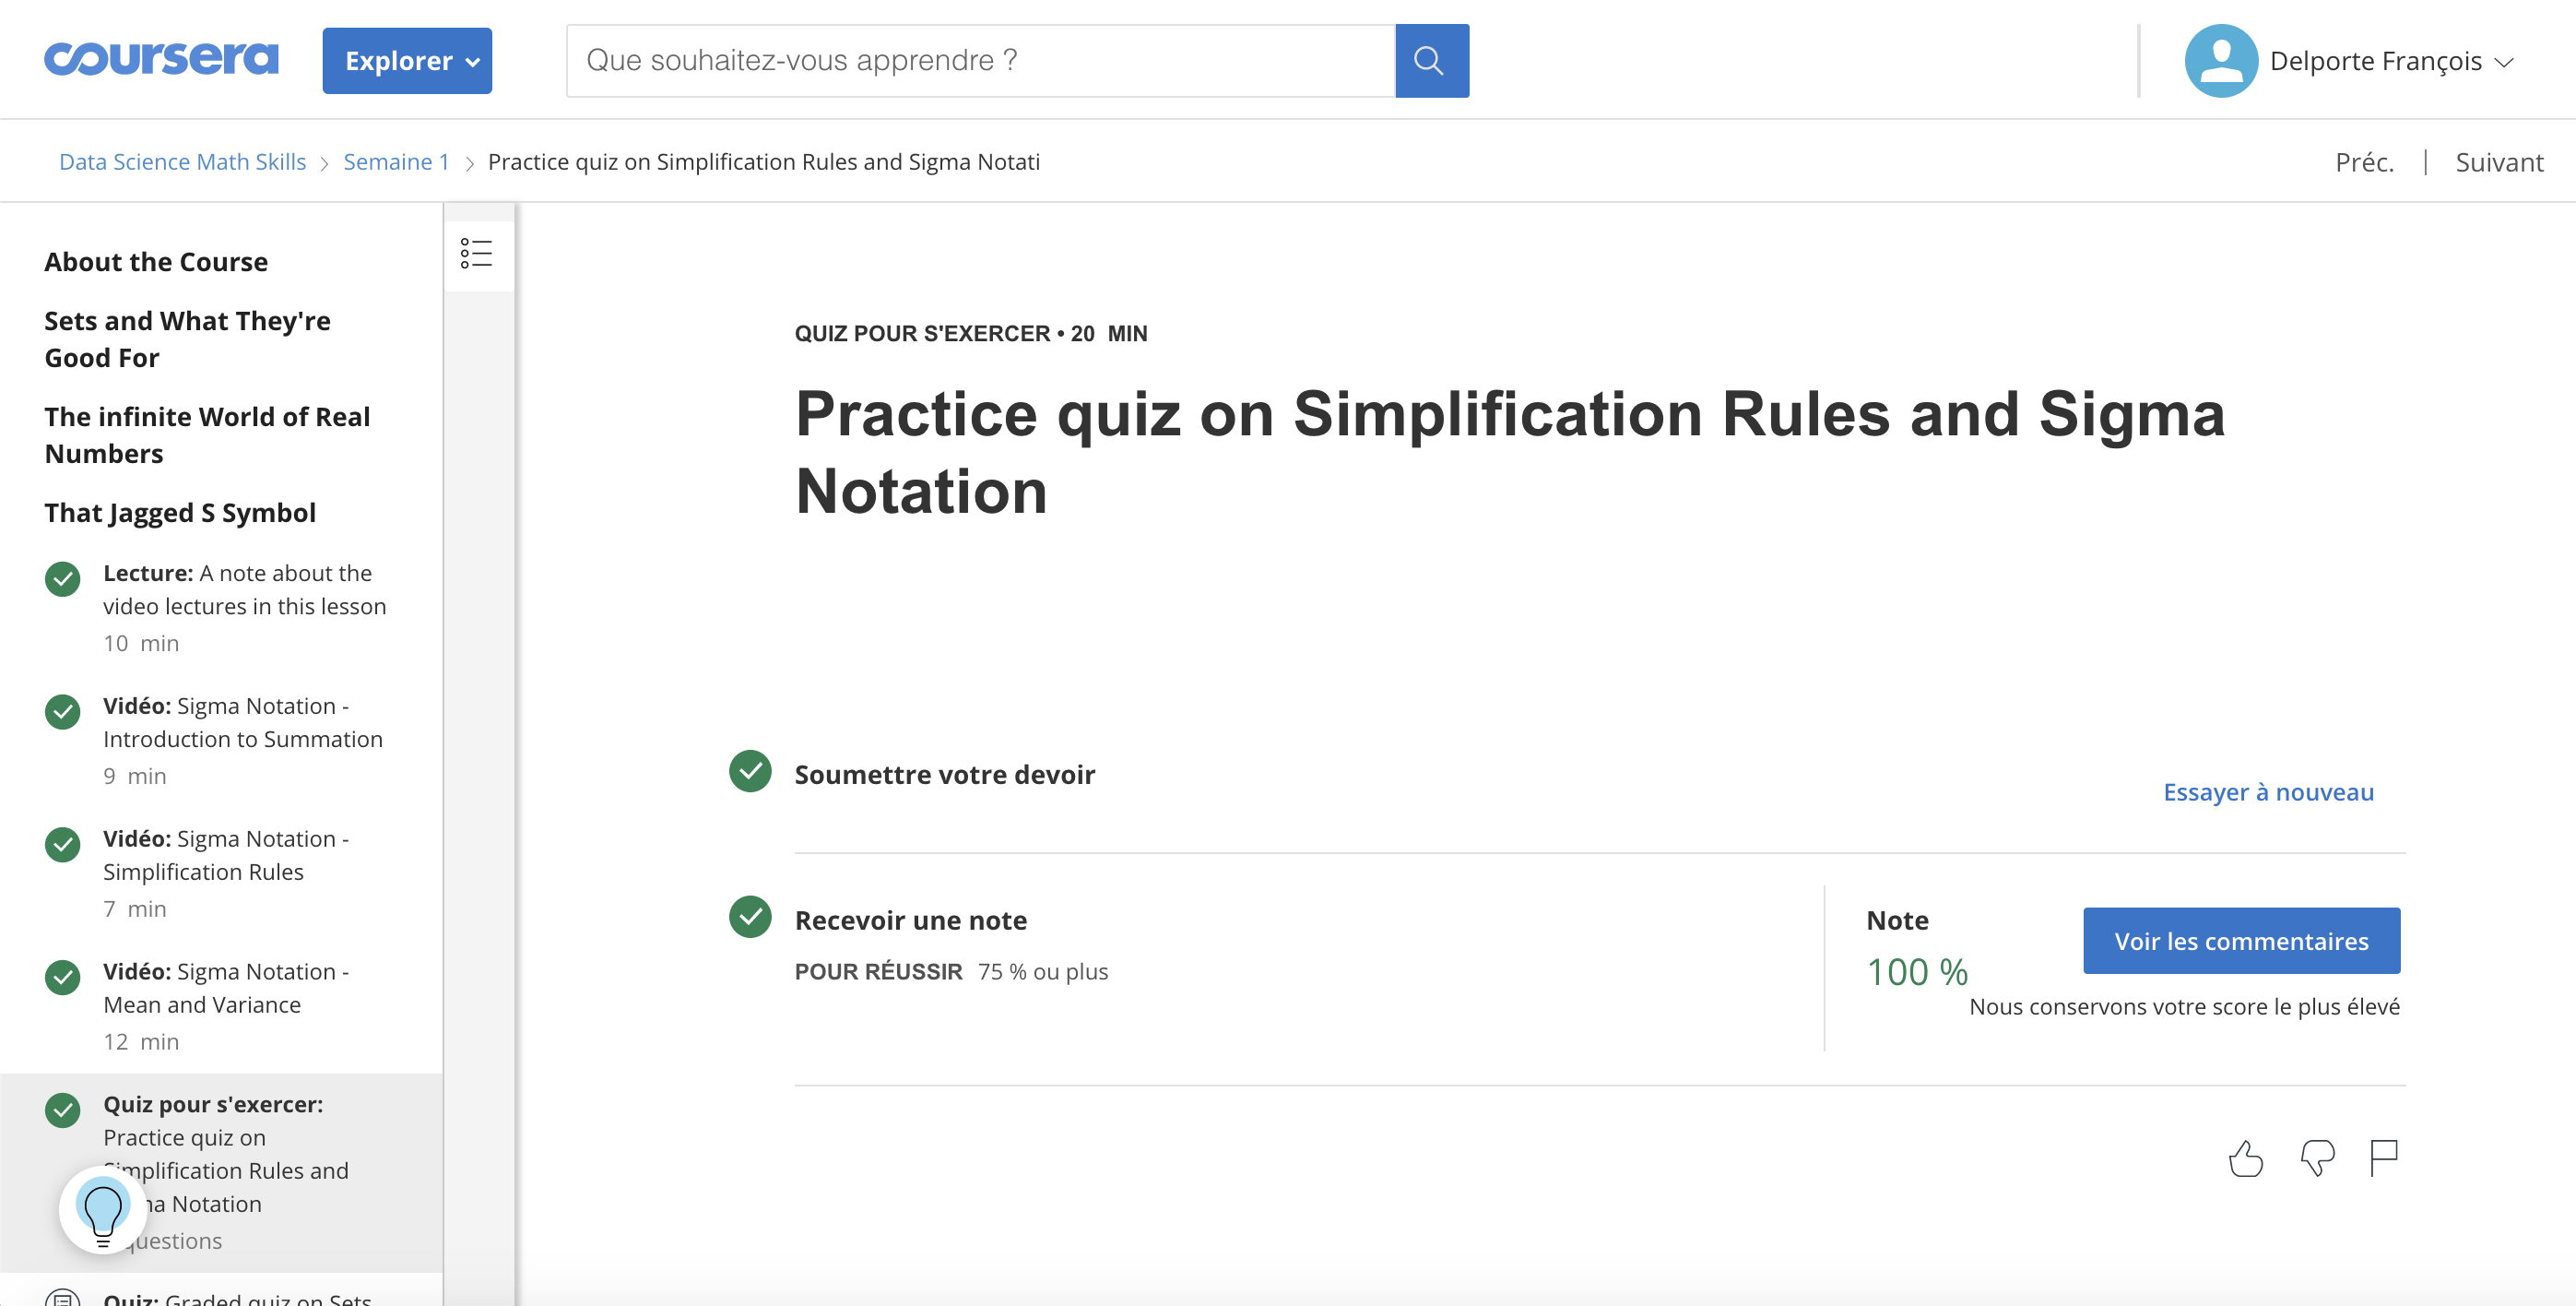 coursera
Explorer
Que souhaitez-vous apprendre ?
Delporte François
Data Science Math Skills
Semaine 1
Practice quiz on Simplification Rules and Sigma Notati
Préc. | Suivant
About the Course
Sets and What They're
Good For
The infinite World of Real
Numbers
That Jagged S Symbol
Lecture: A note about the
video lectures in this lesson
10 min
Vidéo: Sigma Notation -
Introduction to Summation
9 min
Vidéo: Sigma Notation -
Simplification Rules
7 min
Vidéo: Sigma Notation -
Mean and Variance
12 min
Quiz pour s'exercer:
Practice quiz on
Simplification Rules and
Notation
questions
Quiz: Graded quiz on Sets
QUIZ POUR S'EXERCER • 20 MIN
Practice quiz on Simplification Rules and Sigma
Notation
Soumettre votre devoir
Essayer à nouveau
Recevoir une note
POUR RÉUSSIR 75 % ou plus
Note
100 %
Voir les commentaires
Nous conservons votre score le plus élevé